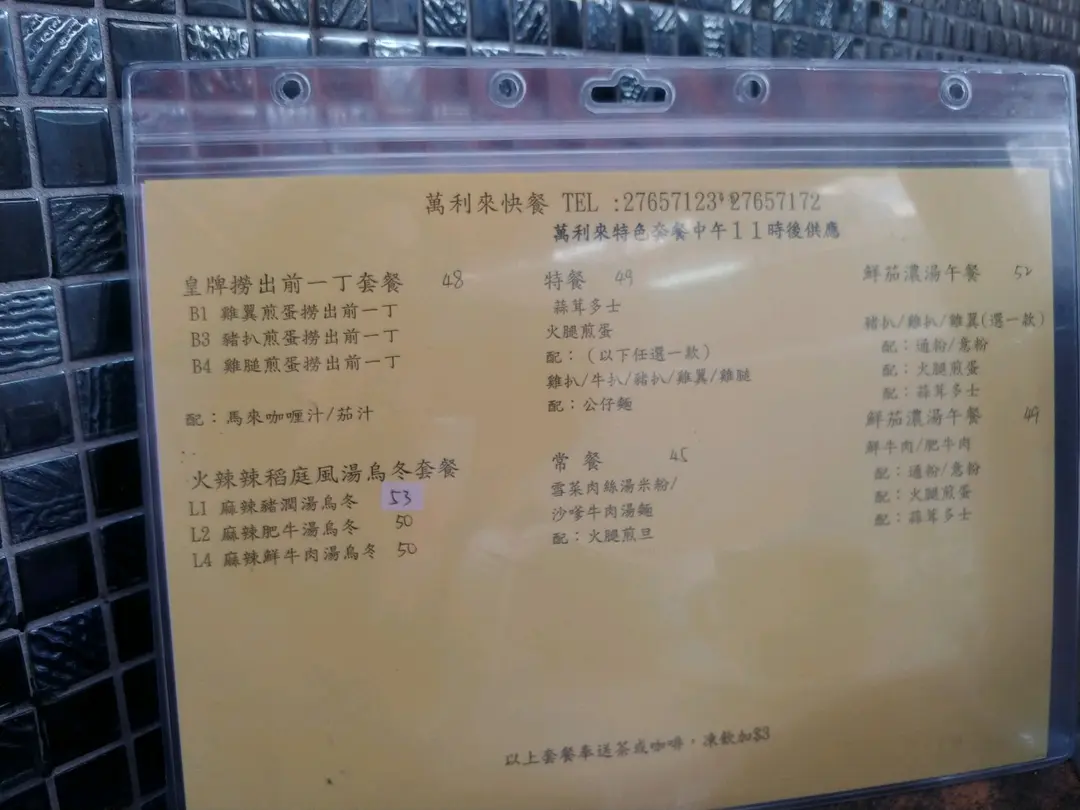 萬利來快餐 TEL :27657123 27657172
萬利來特色套餐中午11時後供應
皇牌撈出前一丁套餐 48
B1 雞翼煎蛋撈出前一丁
B3 豬扒煎蛋撈出前一丁
B4 雞腿煎蛋撈出前一丁
配：馬來咖喱汁/茄汁
火辣辣稻庭風湯烏冬套餐
L1 麻辣豬潤湯烏冬 53
L2 麻辣肥牛湯烏冬 50
L4 麻辣鮮牛肉湯烏冬 50
特餐 49
蒜茸多士
火腿煎蛋
配：(以下任選一款)
雞扒/牛扒/豬扒/雞翼/雞腿
配：公仔麵
常餐 45
雪菜肉絲湯米粉/
沙嗲牛肉湯麵
配：火腿煎旦
鮮茄濃湯午餐 52
豬扒/雞扒/雞翼(選一款)
配：通粉/意粉
配：火腿煎蛋
配：蒜茸多士
鮮茄濃湯午餐 49
鮮牛肉/肥牛肉
配：通粉/意粉
配：火腿煎蛋
配：蒜茸多士
以上套餐奉送茶或咖啡，凍飲加$3